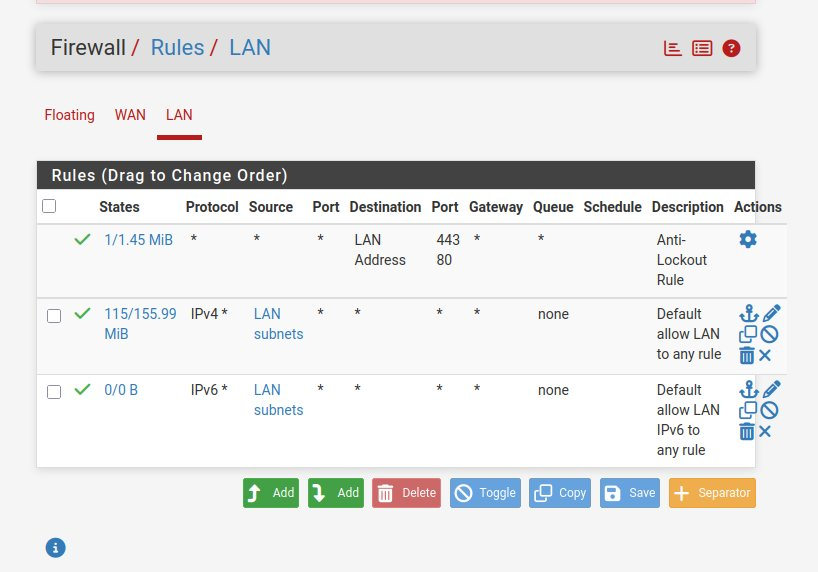 Firewall / Rules / LAN
Floating WAN LAN
Rules (Drag to Change Order)
States Protocol Source Port Destination Port Gateway Queue Schedule Description Actions
1/1.45 MiB * * * LAN Address 443 80 * * Anti-Lockout Rule
115/155.99 MiB IPv4 * LAN subnets * * * * none Default allow LAN to any rule
0/0 B IPv6 * LAN subnets * * * * none Default allow LAN IPv6 to any rule
Add Add Delete Toggle Copy Save Separator